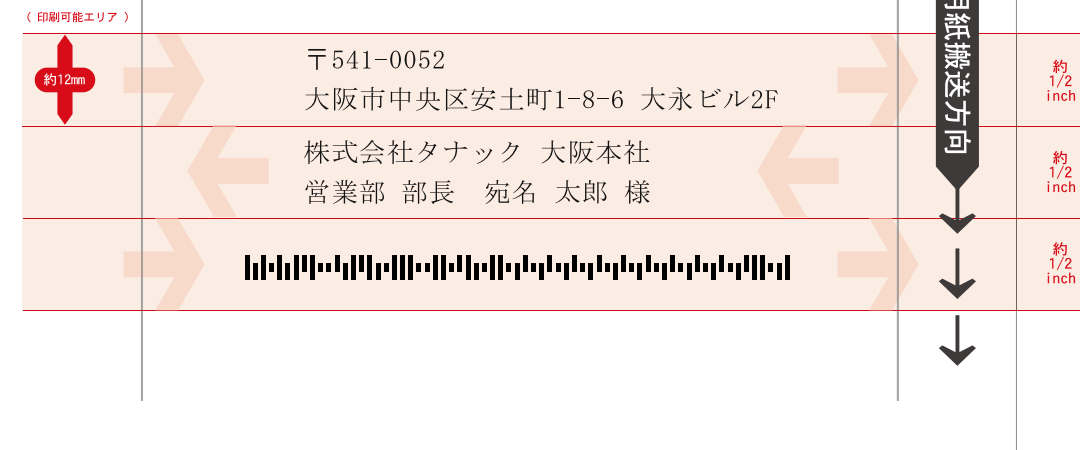 ( 印刷可能エリア )
約12mm
〒541-0052
大阪市中央区安土町1-8-6 大永ビル2F
株式会社タナック 大阪本社
営業部 部長 宛名 太郎 様
用紙搬送方向
約
1/2
inch
約
1/2
inch
約
1/2
inch